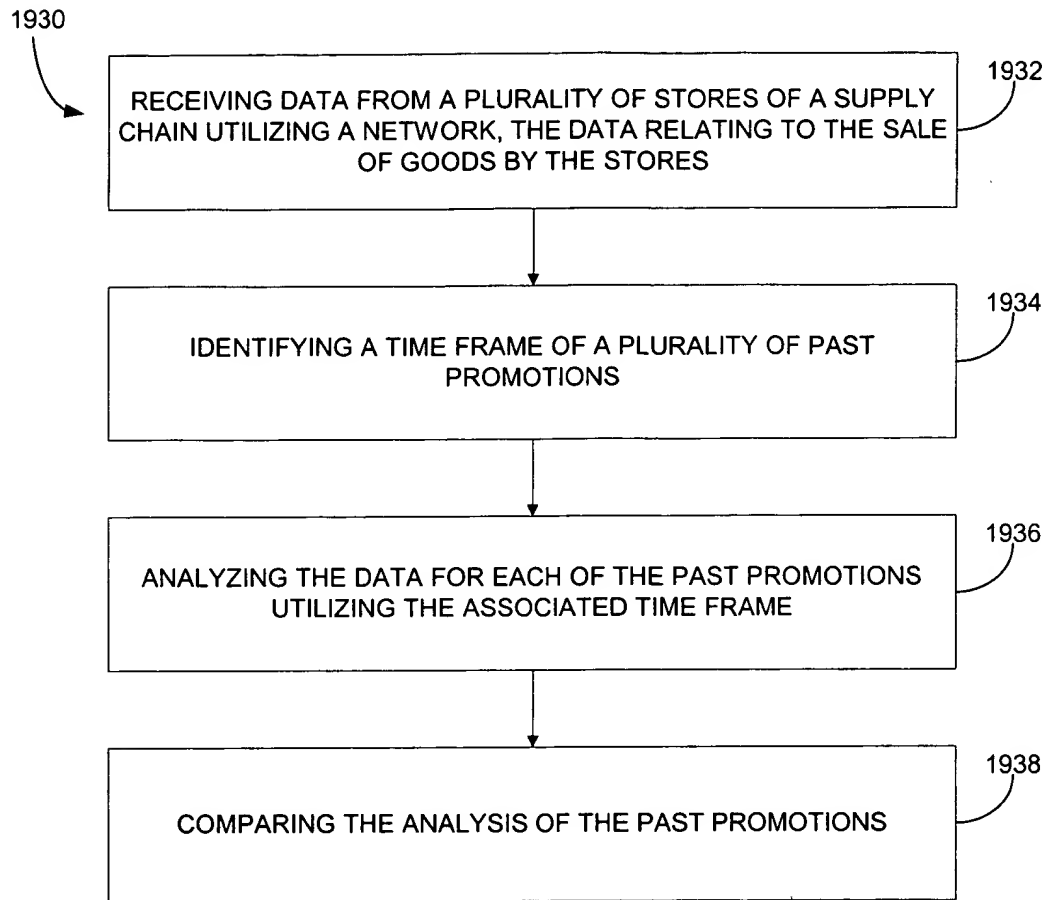 1930
1932
RECEIVING DATA FROM A PLURALITY OF STORES OF A SUPPLY
CHAIN UTILIZING A NETWORK, THE DATA RELATING TO THE SALE
OF GOODS BY THE STORES
1934
IDENTIFYING A TIME FRAME OF A PLURALITY OF PAST
PROMOTIONS
1936
ANALYZING THE DATA FOR EACH OF THE PAST PROMOTIONS
UTILIZING THE ASSOCIATED TIME FRAME
1938
COMPARING THE ANALYSIS OF THE PAST PROMOTIONS